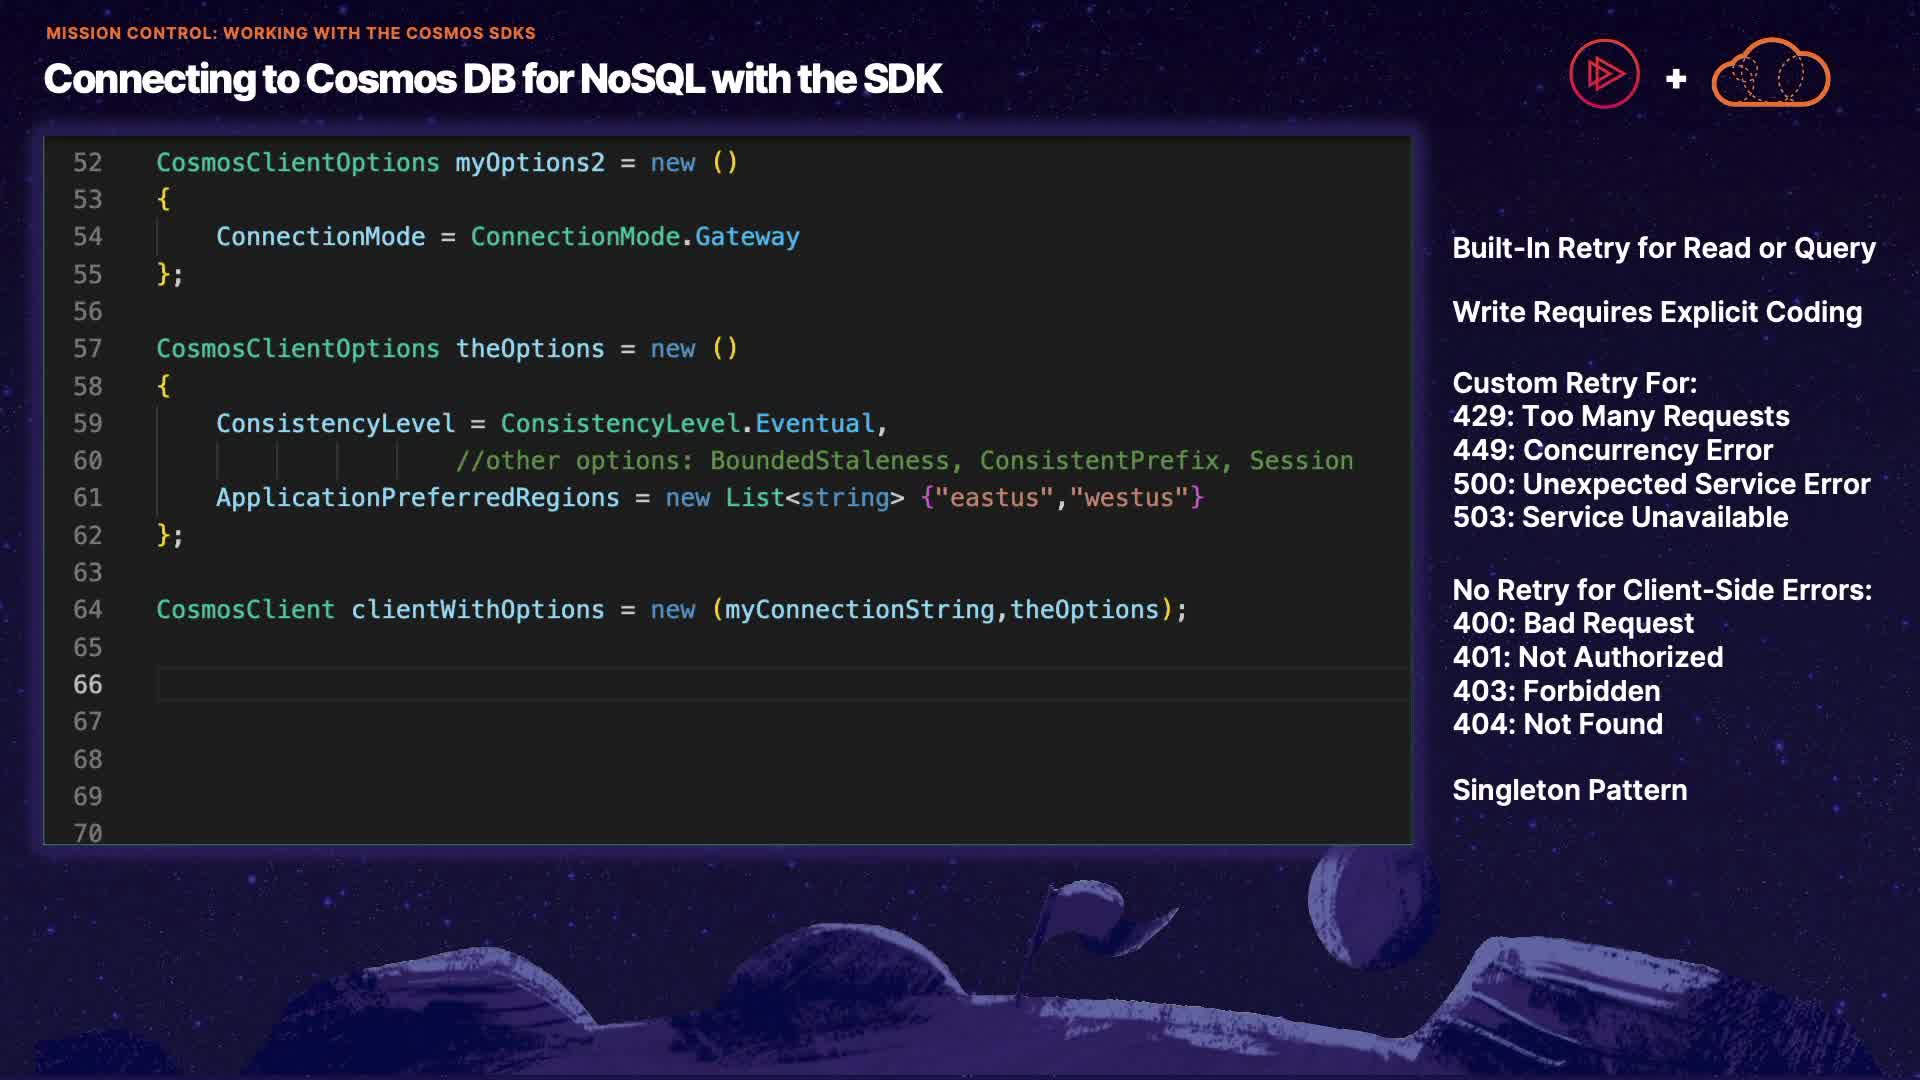 MISSION CONTROL: WORKING WITH THE COSMOS SDKS
Connecting to Cosmos DB for NoSQL with the SDK
52 CosmosClientOptions myOptions2 = new ()
53 {
54 ConnectionMode = ConnectionMode.Gateway
55 };
56
57 CosmosClientOptions theOptions = new ()
58 {
59 ConsistencyLevel = ConsistencyLevel.Eventual,
60 //other options: BoundedStaleness, ConsistentPrefix, Session
61 ApplicationPreferredRegions = new List<string> {"eastus","westus"}
62 };
63
64 CosmosClient clientWithOptions = new (myConnectionString,theOptions);
65
66
67
68
69
70
Built-In Retry for Read or Query
Write Requires Explicit Coding
Custom Retry For:
429: Too Many Requests
449: Concurrency Error
500: Unexpected Service Error
503: Service Unavailable
No Retry for Client-Side Errors:
400: Bad Request
401: Not Authorized
403: Forbidden
404: Not Found
Singleton Pattern